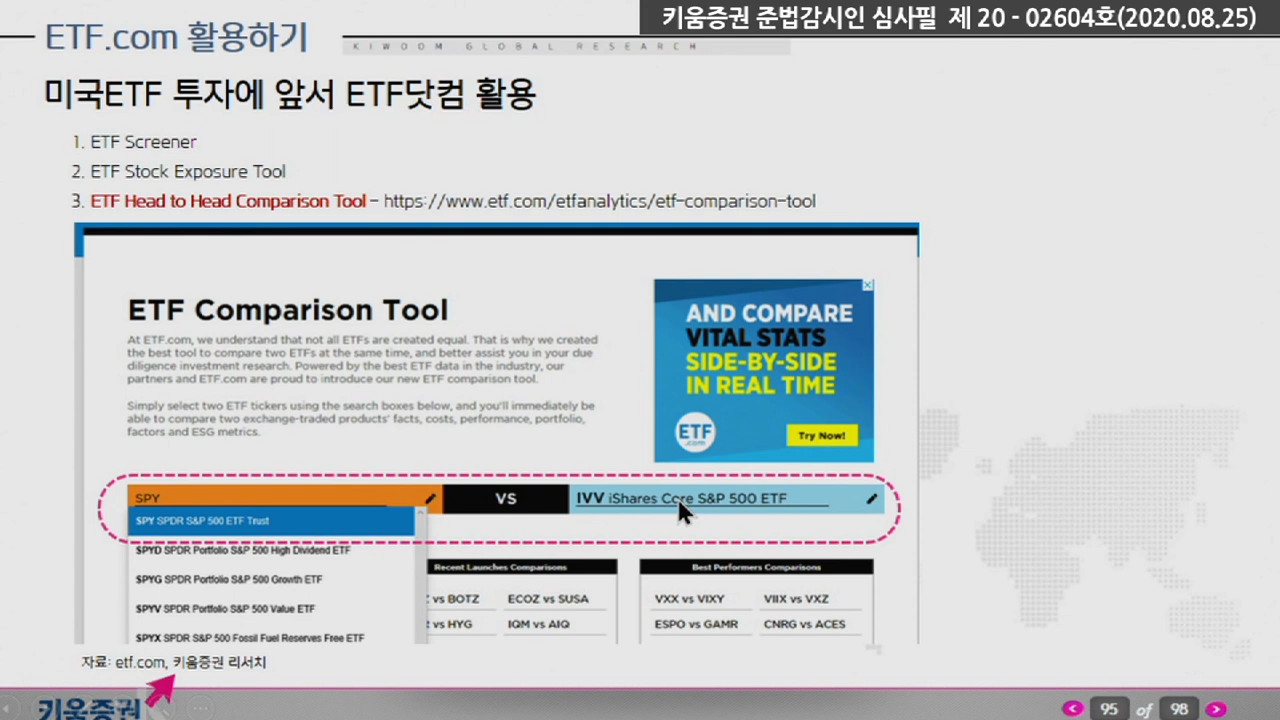 키움증권 준법감시인 심사필 제 20 - 02604호(2020.08.25)
ETF.com 활용하기
KIWOOM GLOBAL RESEARCH
미국ETF 투자에 앞서 ETF닷컴 활용
1. ETF Screener
2. ETF Stock Exposure Tool
3. ETF Head to Head Comparison Tool – https://www.etf.com/etfanalytics/etf-comparison-tool
ETF Comparison Tool
At ETF.com, we understand that not all ETFs are created equal. That is why we created
the best tool to compare two ETFs at the same time, and better assist you in your due
diligence investment research. Powered by the best ETF data in the industry, our
partners and ETF.com are proud to introduce our new ETF comparison tool.
Simply select two ETF tickers using the search boxes below, and you'll immediately be
able to compare two exchange-traded products' facts, costs, performance, portfolio,
factors and ESG metrics.
AND COMPARE
VITAL STATS
SIDE-BY-SIDE
IN REAL TIME
ETF
.com
Try Now!
SPY
VS
IVV iShares Core S&P 500 ETF
SPY SPDR S&P 500 ETF Trust
SPYD SPDR Portfolio S&P 500 High Dividend ETF
SPYG SPDR Portfolio S&P 500 Growth ETF
SPYV SPDR Portfolio S&P 500 Value ETF
SPYX SPDR S&P 500 Fossil Fuel Reserves Free ETF
Recent Launches Comparisons
vs BOTZ ECOZ vs SUSA
vs HYG IQM vs AIQ
Best Performers Comparisons
VXX vs VIXY VIIX vs VXZ
ESPO vs GAMR CNRG vs ACES
자료: etf.com, 키움증권 리서치
키움증권
95 of 98